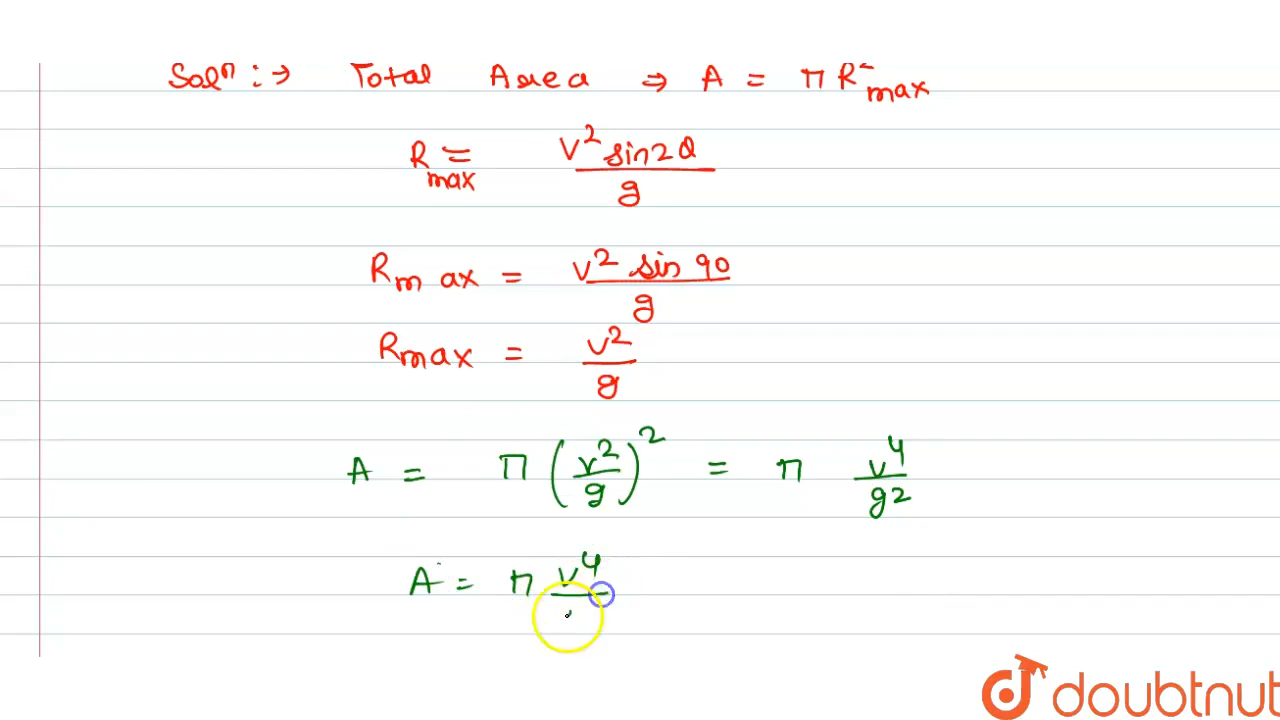 Solⁿ :→ Total Area ⇒ A = π R²max
Rmax = v² sin2θ / g
Rmax = v² sin 90 / g
Rmax = v² / g
A = π (v²/g)² = π v⁴/g2
A = π v⁴
doubtnut